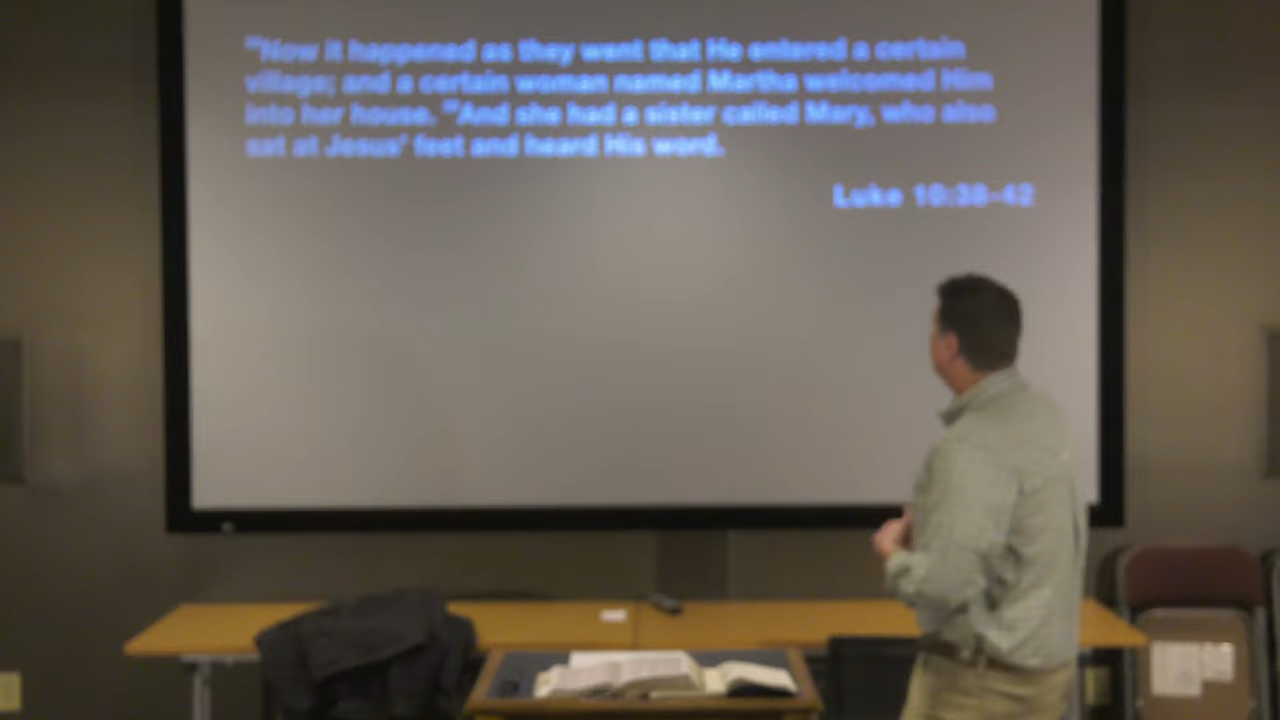 "Now it happened as they went that He entered a certain
village; and a certain woman named Martha welcomed Him
into her house. "And she had a sister called Mary, who also
sat at Jesus' feet and heard His word.
Luke 10:38-42